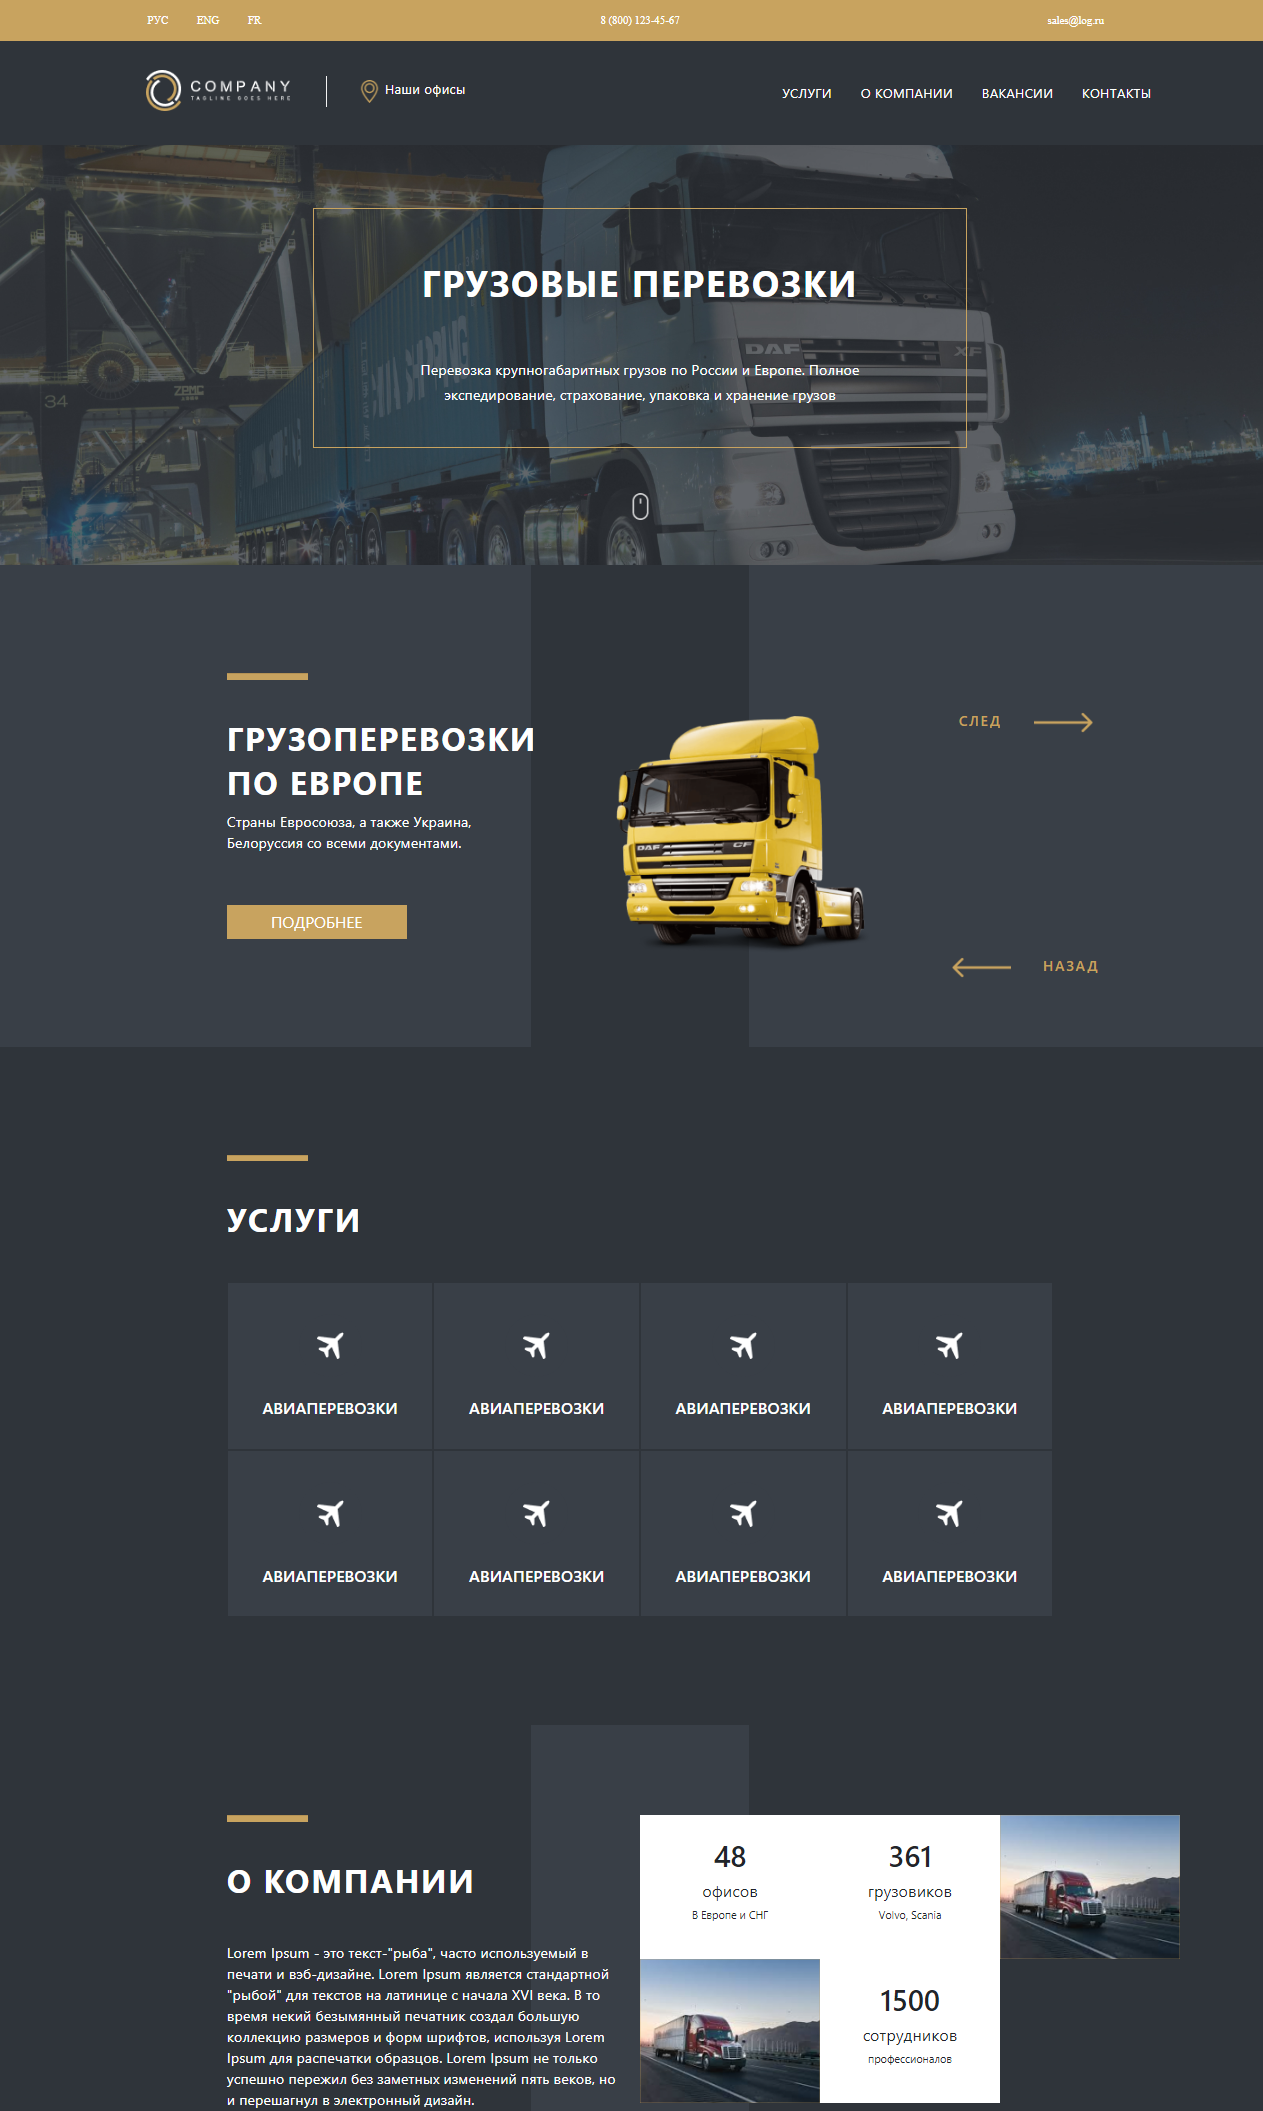 РУС ENG FR 8 (800) 123-45-67 sales@log.ru
COMPANY
TAGLINE GOES HERE
Наши офисы
УСЛУГИ О КОМПАНИИ ВАКАНСИИ КОНТАКТЫ
ГРУЗОВЫЕ ПЕРЕВОЗКИ
Перевозка крупногабаритных грузов по России и Европе. Полное
экспедирование, страхование, упаковка и хранение грузов
DAF XF
ZPMC
34
ГРУЗОПЕРЕВОЗКИ
ПО ЕВРОПЕ
Страны Евросоюза, а также Украина,
Белоруссия со всеми документами.
ПОДРОБНЕЕ
DAF CF
СЛЕД
НАЗАД
УСЛУГИ
АВИАПЕРЕВОЗКИ АВИАПЕРЕВОЗКИ АВИАПЕРЕВОЗКИ АВИАПЕРЕВОЗКИ
АВИАПЕРЕВОЗКИ АВИАПЕРЕВОЗКИ АВИАПЕРЕВОЗКИ АВИАПЕРЕВОЗКИ
О КОМПАНИИ
Lorem Ipsum - это текст-"рыба", часто используемый в
печати и вэб-дизайне. Lorem Ipsum является стандартной
"рыбой" для текстов на латинице с начала XVI века. В то
время некий безымянный печатник создал большую
коллекцию размеров и форм шрифтов, используя Lorem
Ipsum для распечатки образцов. Lorem Ipsum не только
успешно пережил без заметных изменений пять веков, но
и перешагнул в электронный дизайн.
48
офисов
В Европе и СНГ
361
грузовиков
Volvo, Scania
1500
сотрудников
профессионалов